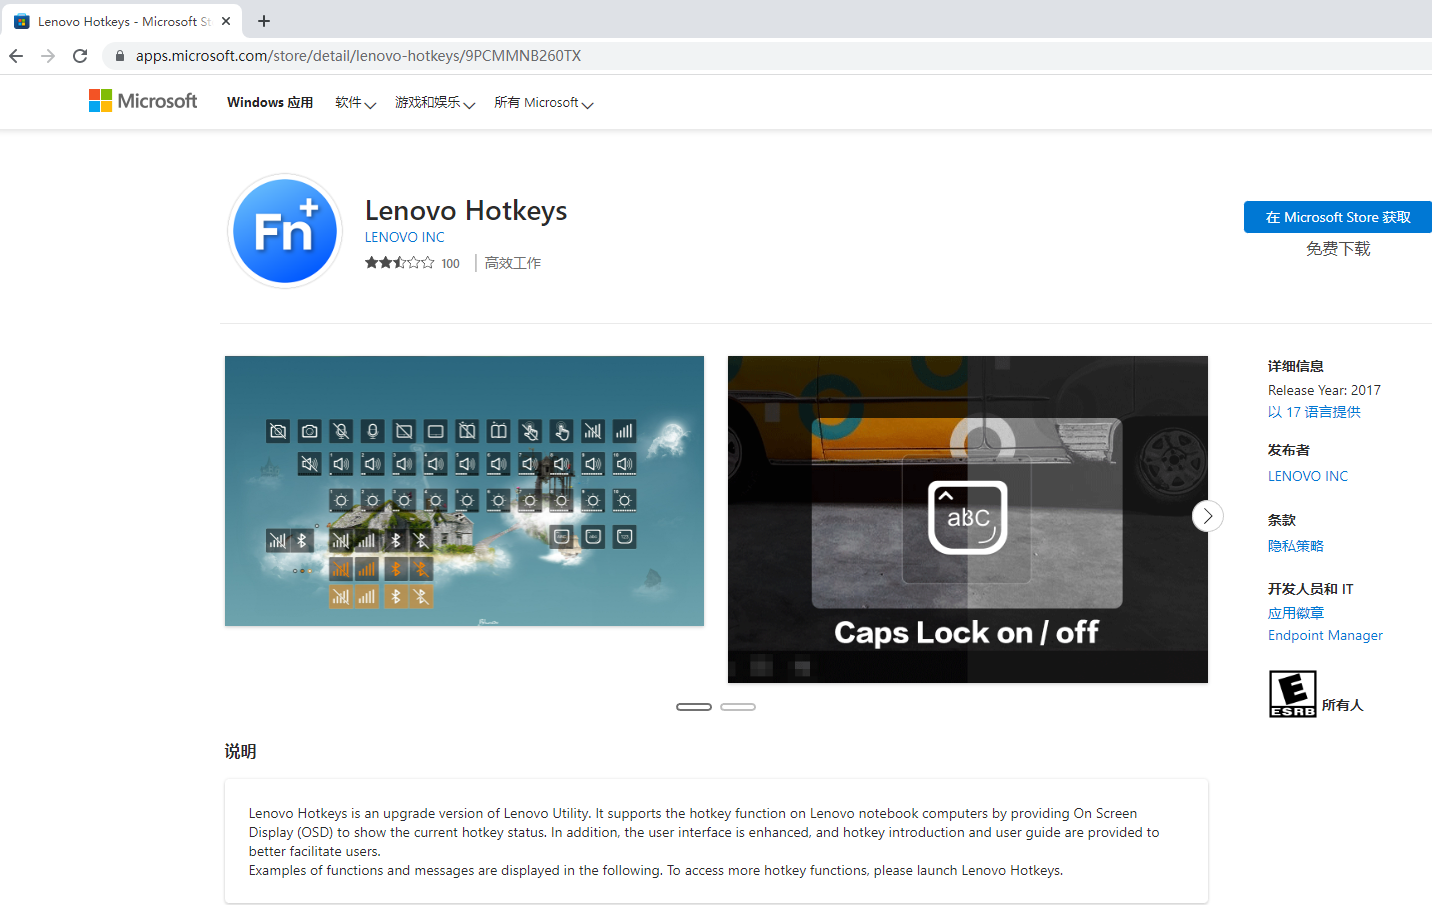 Lenovo Hotkeys - Microsoft St
apps.microsoft.com/store/detail/lenovo-hotkeys/9PCMMNB260TX
Microsoft
Windows 应用
软件
游戏和娱乐
所有 Microsoft
Fn+
Lenovo Hotkeys
LENOVO INC
100
高效工作
在 Microsoft Store 获取
免费下载
abC
Caps Lock on / off
详细信息
Release Year: 2017
以 17 语言提供
发布者
LENOVO INC
条款
隐私策略
开发人员和 IT
应用徽章
Endpoint Manager
E
ESRB
所有人
说明
Lenovo Hotkeys is an upgrade version of Lenovo Utility. It supports the hotkey function on Lenovo notebook computers by providing On Screen
Display (OSD) to show the current hotkey status. In addition, the user interface is enhanced, and hotkey introduction and user guide are provided to
better facilitate users.
Examples of functions and messages are displayed in the following. To access more hotkey functions, please launch Lenovo Hotkeys.